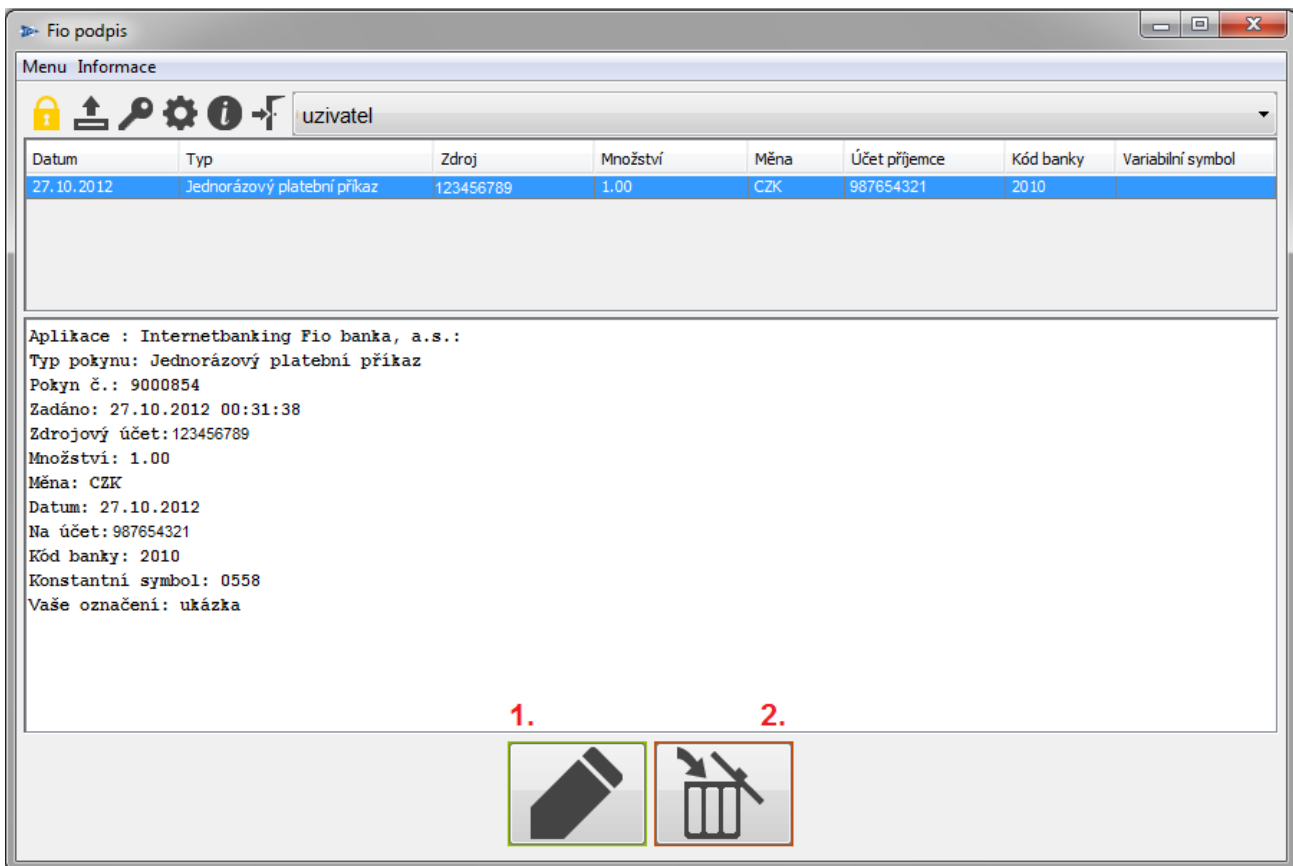 Fio podpis
Menu Informace
uzivatel
Datum Typ Zdroj Množství Měna Účet příjemce Kód banky Variabilní symbol
27.10.2012 Jednorázový platební příkaz 123456789 1.00 CZK 987654321 2010
Aplikace : Internetbanking Fio banka, a.s.:
Typ pokynu: Jednorázový platební příkaz
Pokyn č.: 9000854
Zadáno: 27.10.2012 00:31:38
Zdrojový účet: 123456789
Množství: 1.00
Měna: CZK
Datum: 27.10.2012
Na účet: 987654321
Kód banky: 2010
Konstantní symbol: 0558
Vaše označení: ukázka
1. 2.